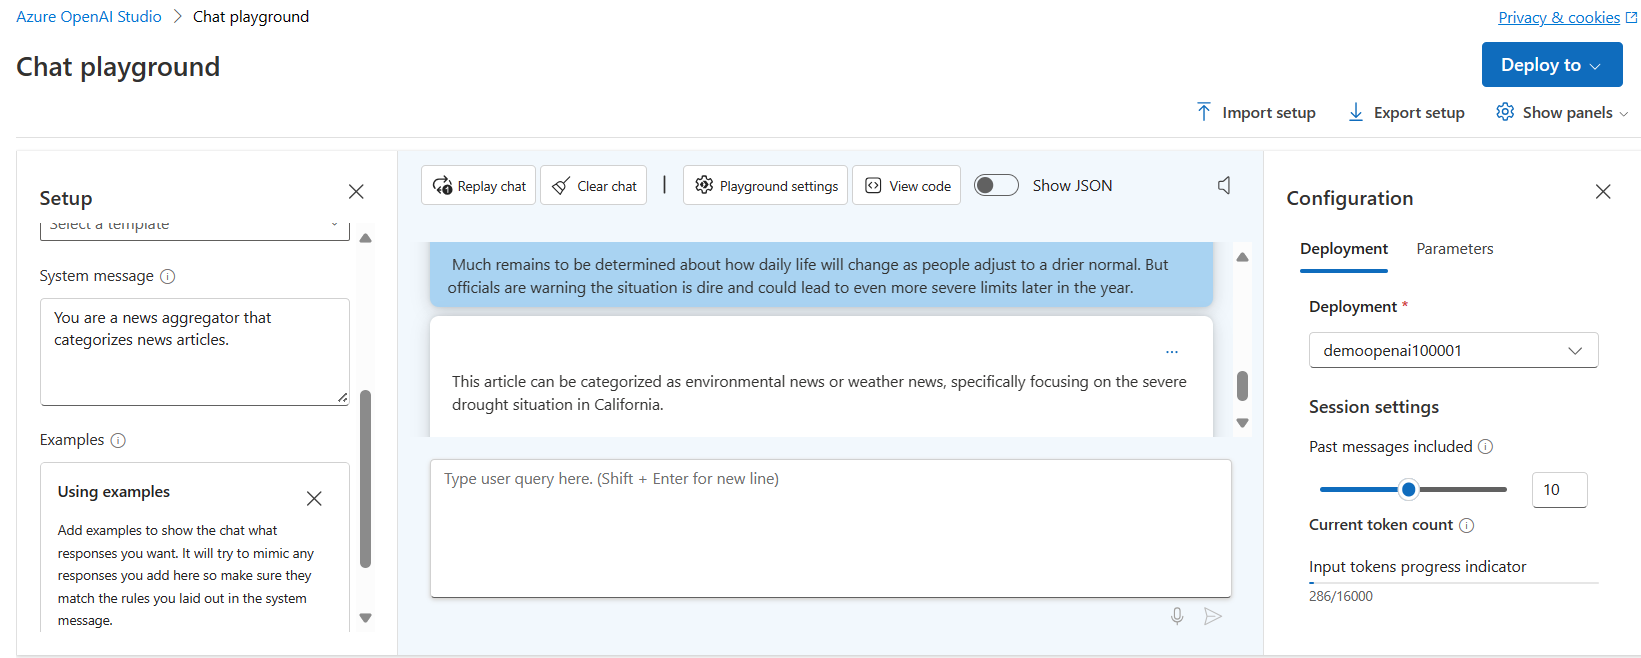 Azure OpenAI Studio > Chat playground
Privacy & cookies
Chat playground
Deploy to
Import setup
Export setup
Show panels
Setup
Select a template
System message
You are a news aggregator that
categorizes news articles.
Examples
Using examples
Add examples to show the chat what
responses you want. It will try to mimic any
responses you add here so make sure they
match the rules you laid out in the system
message.
Replay chat
Clear chat
Playground settings
View code
Show JSON
Much remains to be determined about how daily life will change as people adjust to a drier normal. But
officials are warning the situation is dire and could lead to even more severe limits later in the year.
This article can be categorized as environmental news or weather news, specifically focusing on the severe
drought situation in California.
Type user query here. (Shift + Enter for new line)
Configuration
Deployment
Parameters
Deployment *
demoopenai100001
Session settings
Past messages included
10
Current token count
Input tokens progress indicator
286/16000